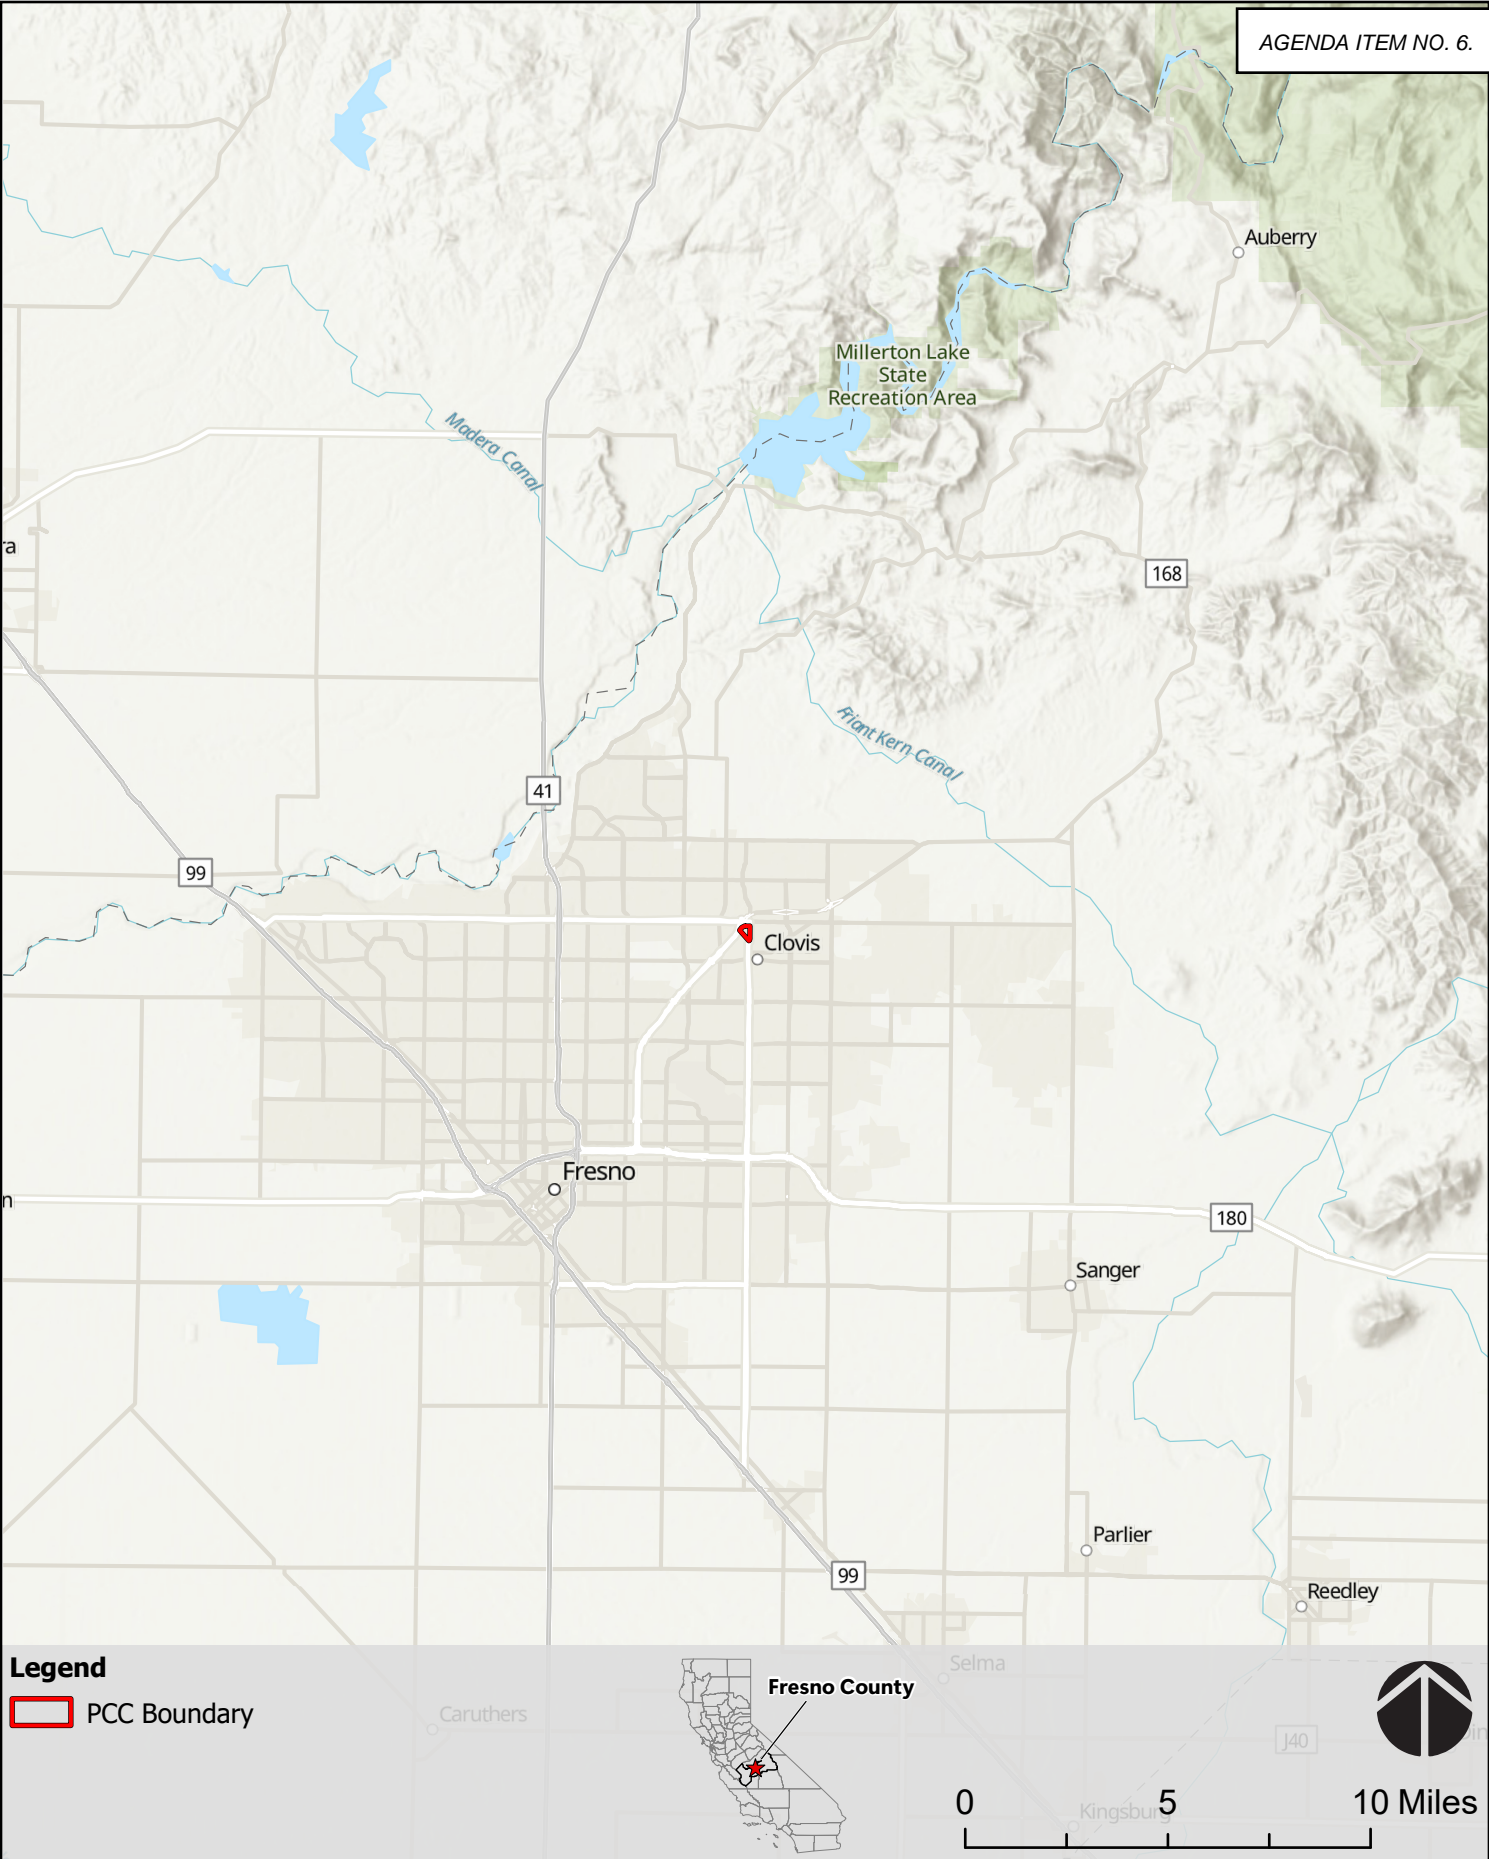 AGENDA ITEM NO. 6.
Auberry
Millerton Lake
State
Recreation Area
Madera Canal
ra
168
Friant Kern Canal
41
99
Clovis
Fresno
n
180
Sanger
Parlier
99
Reedley
Legend
PCC Boundary
Selma
Caruthers
Fresno County
J40
in
Kingsburg
0
5
10 Miles